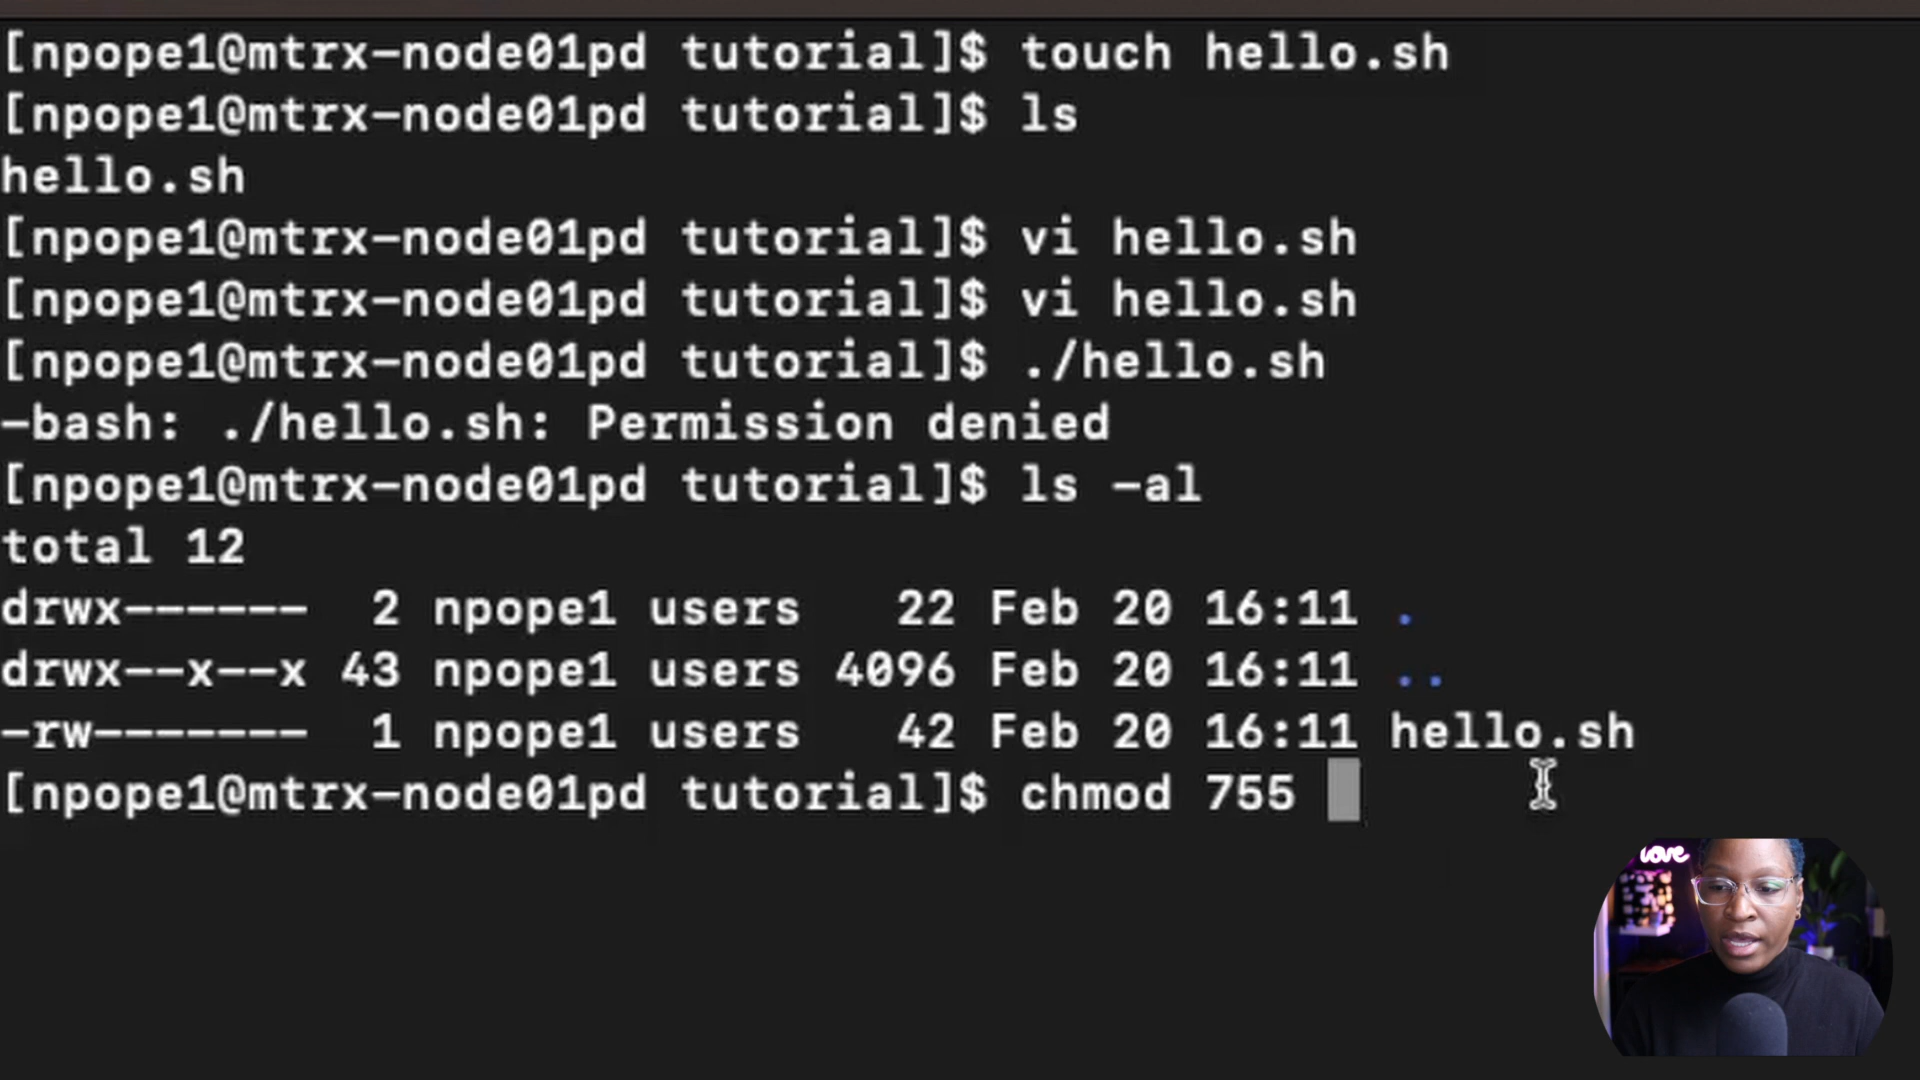 [npope1@mtrx-node01pd tutorial]$ touch hello.sh
[npope1@mtrx-node01pd tutorial]$ ls
hello.sh
[npope1@mtrx-node01pd tutorial]$ vi hello.sh
[npope1@mtrx-node01pd tutorial]$ vi hello.sh
[npope1@mtrx-node01pd tutorial]$ ./hello.sh
-bash: ./hello.sh: Permission denied
[npope1@mtrx-node01pd tutorial]$ ls -al
total 12
drwx------  2 npope1 users   22 Feb 20 16:11 .
drwx--x--x 43 npope1 users 4096 Feb 20 16:11 ..
-rw-------  1 npope1 users   42 Feb 20 16:11 hello.sh
[npope1@mtrx-node01pd tutorial]$ chmod 755
love